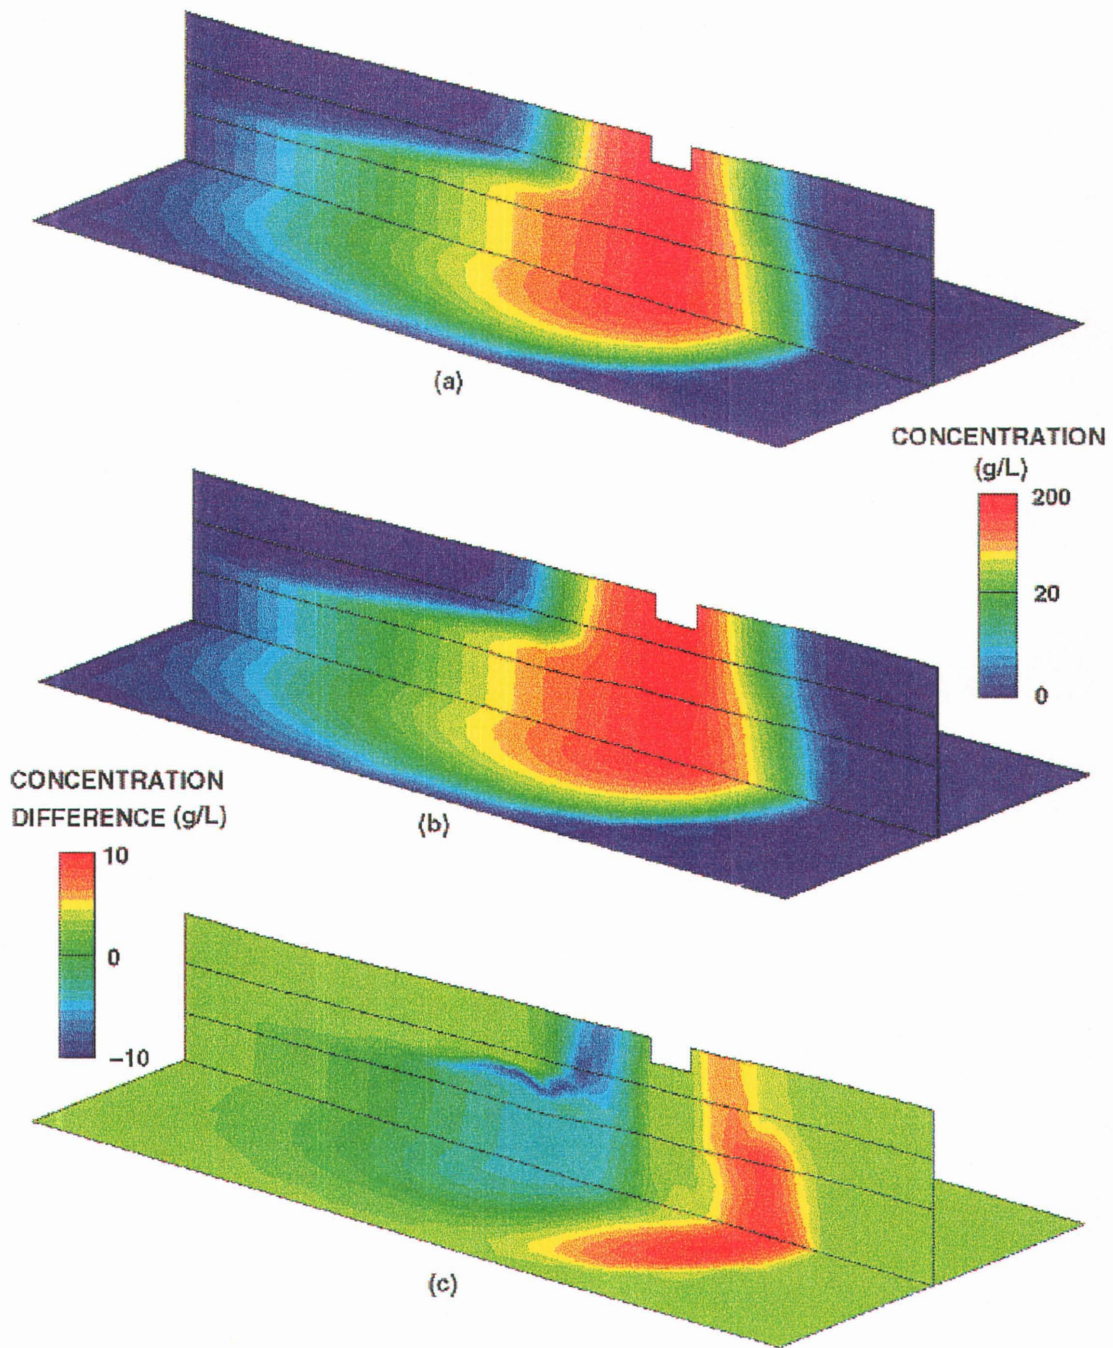 (a)
CONCENTRATION
(g/L)
200
20
0
(b)
CONCENTRATION
DIFFERENCE (g/L)
10
0
−10
(c)